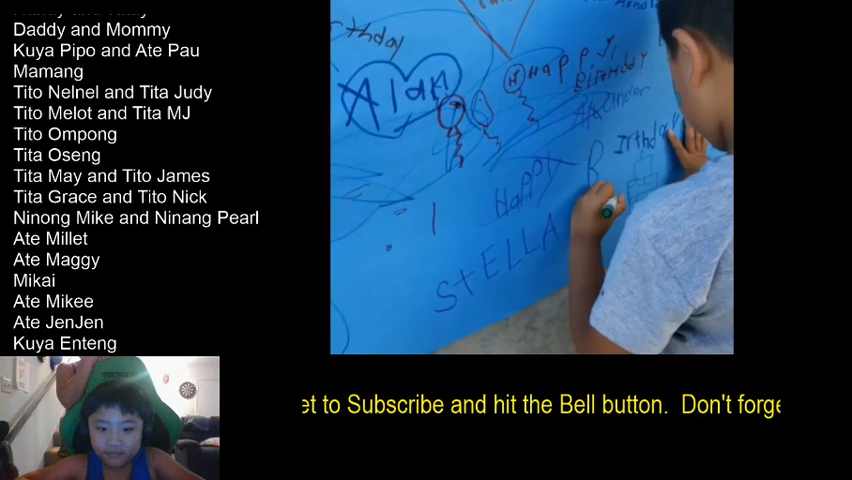 Daddy and Mommy
Kuya Pipo and Ate Pau
Mamang
Tito Nelnel and Tita Judy
Tito Melot and Tita MJ
Tito Ompong
Tita Oseng
Tita May and Tito James
Tita Grace and Tito Nick
Ninong Mike and Ninang Pearl
Ate Millet
Ate Maggy
Mikai
Ate Mikee
Ate JenJen
Kuya Enteng
rthday
Alan
Happy
BirthddY
Irthday
Happy B
StELLA
et to Subscribe and hit the Bell button. Don't forge